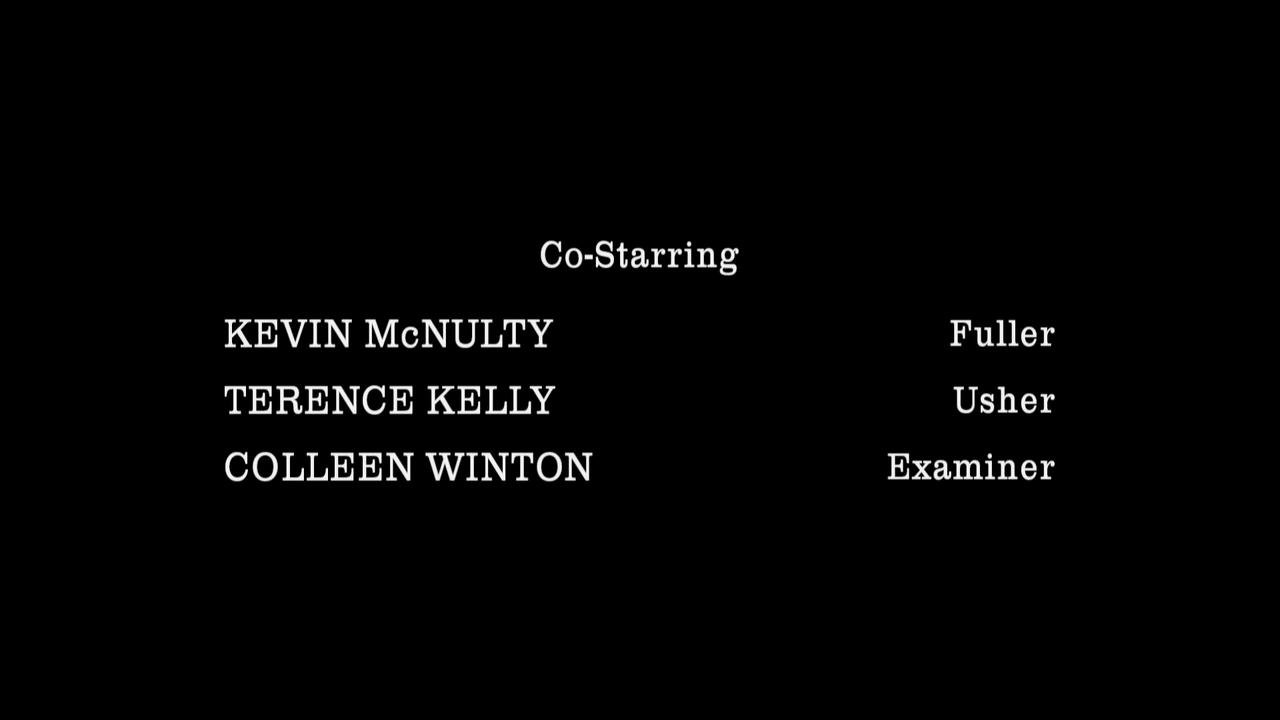 Co-Starring
KEVIN McNULTY Fuller
TERENCE KELLY Usher
COLLEEN WINTON Examiner